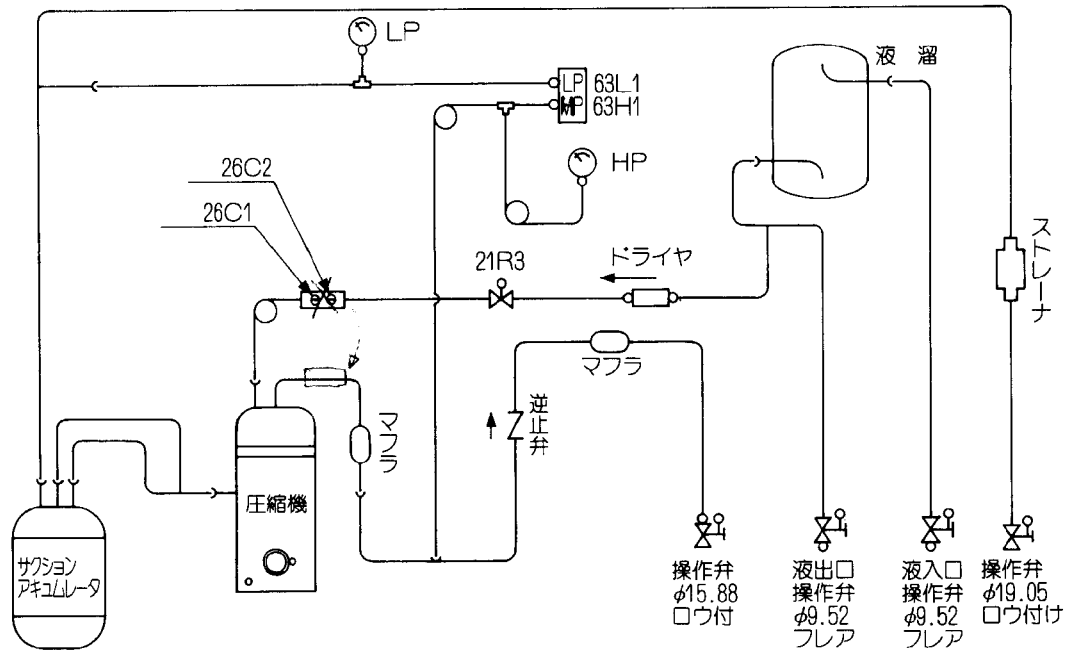 LP
LP 63L1
63H1
HP
液溜
26C2
26C1
21R3
ドライヤ
ストレーナ
マフラ
マフラ
逆止弁
圧縮機
サクション
アキュムレータ
操作弁
φ15.88
ロウ付
液出口
操作弁
φ9.52
フレア
液入口
操作弁
φ9.52
フレア
操作弁
φ19.05
ロウ付け